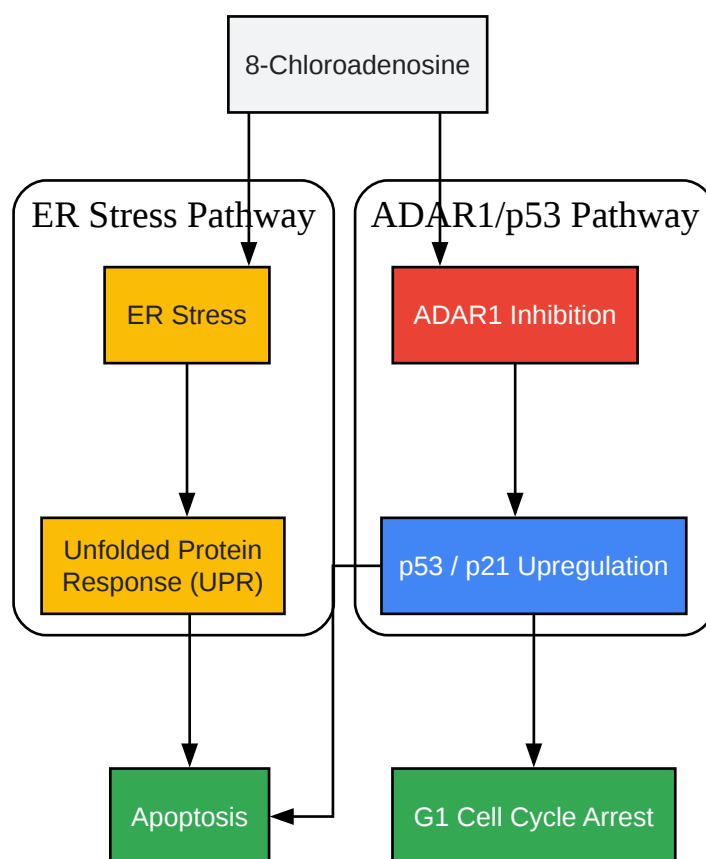 8-Chloroadenosine
ER Stress Pathway
ADAR1/p53 Pathway
ER Stress
ADAR1 Inhibition
Unfolded Protein
Response (UPR)
p53 / p21 Upregulation
Apoptosis
G1 Cell Cycle Arrest